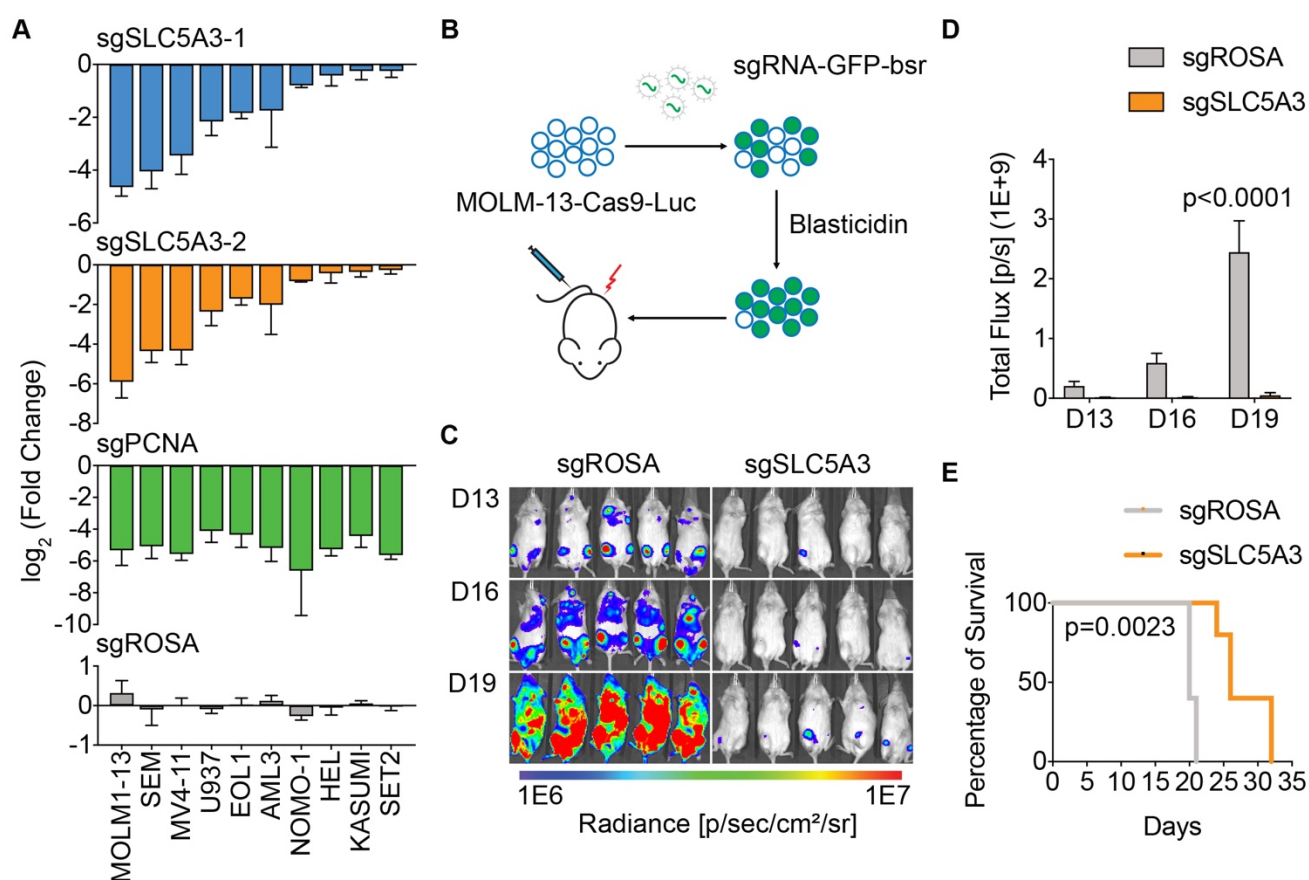 A
sgSLC5A3-1
0
-2
-4
-6
sgSLC5A3-2
0
-2
-4
-6
-8
sgPCNA
0
-2
-4
-6
-8
-10
sgROSA
1
0
-1
log2 (Fold Change)
MOLM1-13
SEM
MV4-11
U937
EOL1
AML3
NOMO-1
HEL
KASUMI
SET2
B
sgRNA-GFP-bsr
MOLM-13-Cas9-Luc
Blasticidin
C
sgROSA sgSLC5A3
D13
D16
D19
1E6 1E7
Radiance [p/sec/cm²/sr]
D
sgROSA
sgSLC5A3
4
3
2
1
0
Total Flux [p/s] (1E+9)
p<0.0001
D13 D16 D19
E
sgROSA
sgSLC5A3
Percentage of Survival
100
50
0
p=0.0023
0 5 10 15 20 25 30 35
Days